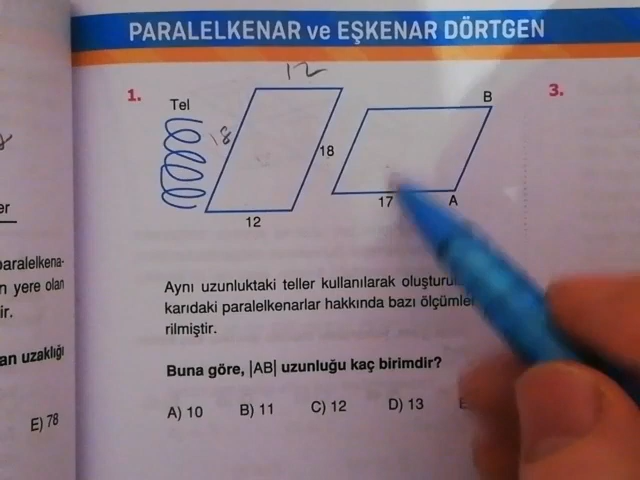 PARALELKENAR ve EŞKENAR DÖRTGEN
1.
3.
12
Tel
B
18
18
12
17
A
er
paralelkena-
n yere olan
ir.
an uzaklığı
E) 78
Aynı uzunluktaki teller kullanılarak
karıdaki paralelkenarlar hakkında bazı
rilmiştir.
Buna göre, |AB| uzunluğu kaç birimdir?
A) 10 B) 11 C) 12 D) 13